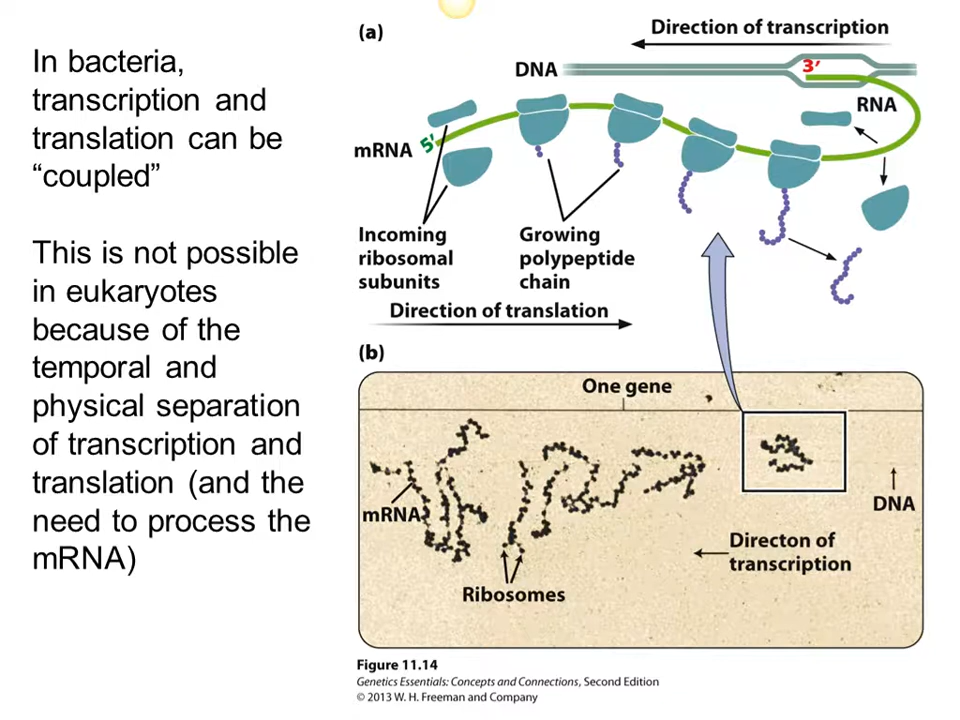 In bacteria,
transcription and
translation can be
“coupled”
This is not possible
in eukaryotes
because of the
temporal and
physical separation
of transcription and
translation (and the
need to process the
mRNA)
(a)
Direction of transcription
DNA
3′
RNA
mRNA
5′
Incoming
ribosomal
subunits
Growing
polypeptide
chain
Direction of translation
(b)
One gene
mRNA
DNA
Directon of
transcription
Ribosomes
Figure 11.14
Genetics Essentials: Concepts and Connections, Second Edition
© 2013 W. H. Freeman and Company